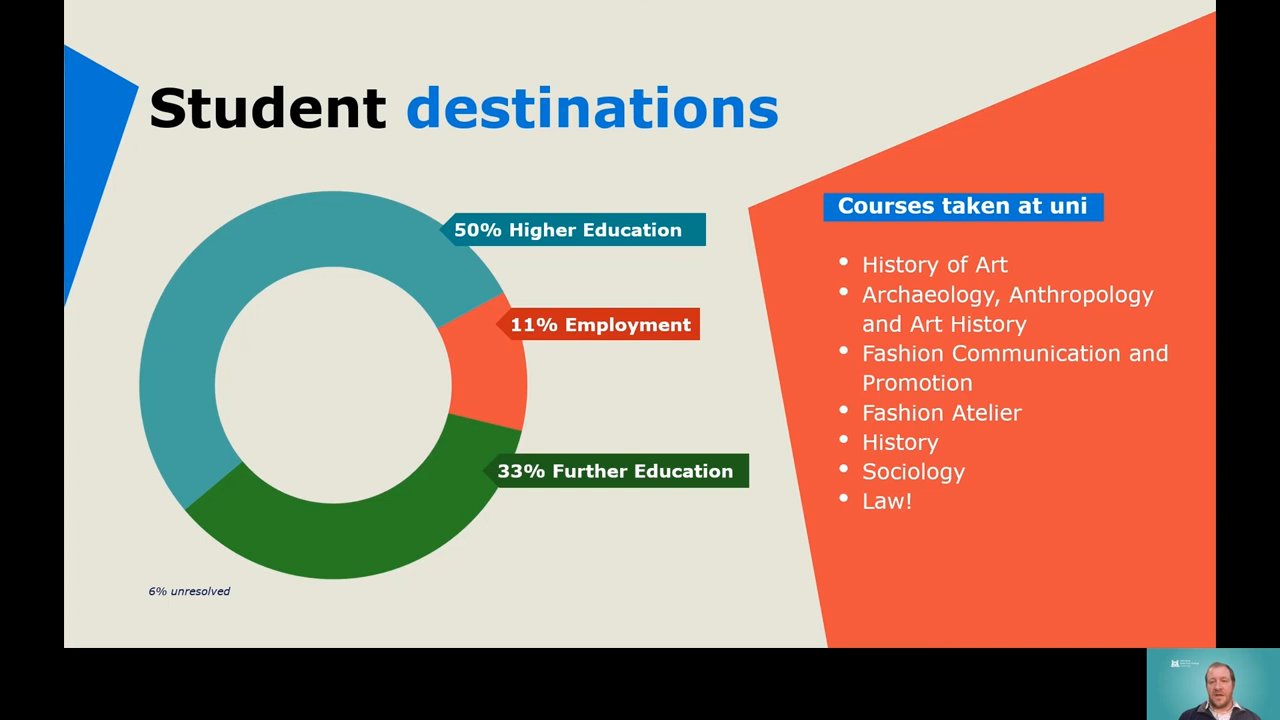 Student destinations
50% Higher Education
11% Employment
33% Further Education
6% unresolved
Courses taken at uni
• History of Art
• Archaeology, Anthropology
and Art History
• Fashion Communication and
Promotion
• Fashion Atelier
• History
• Sociology
• Law!